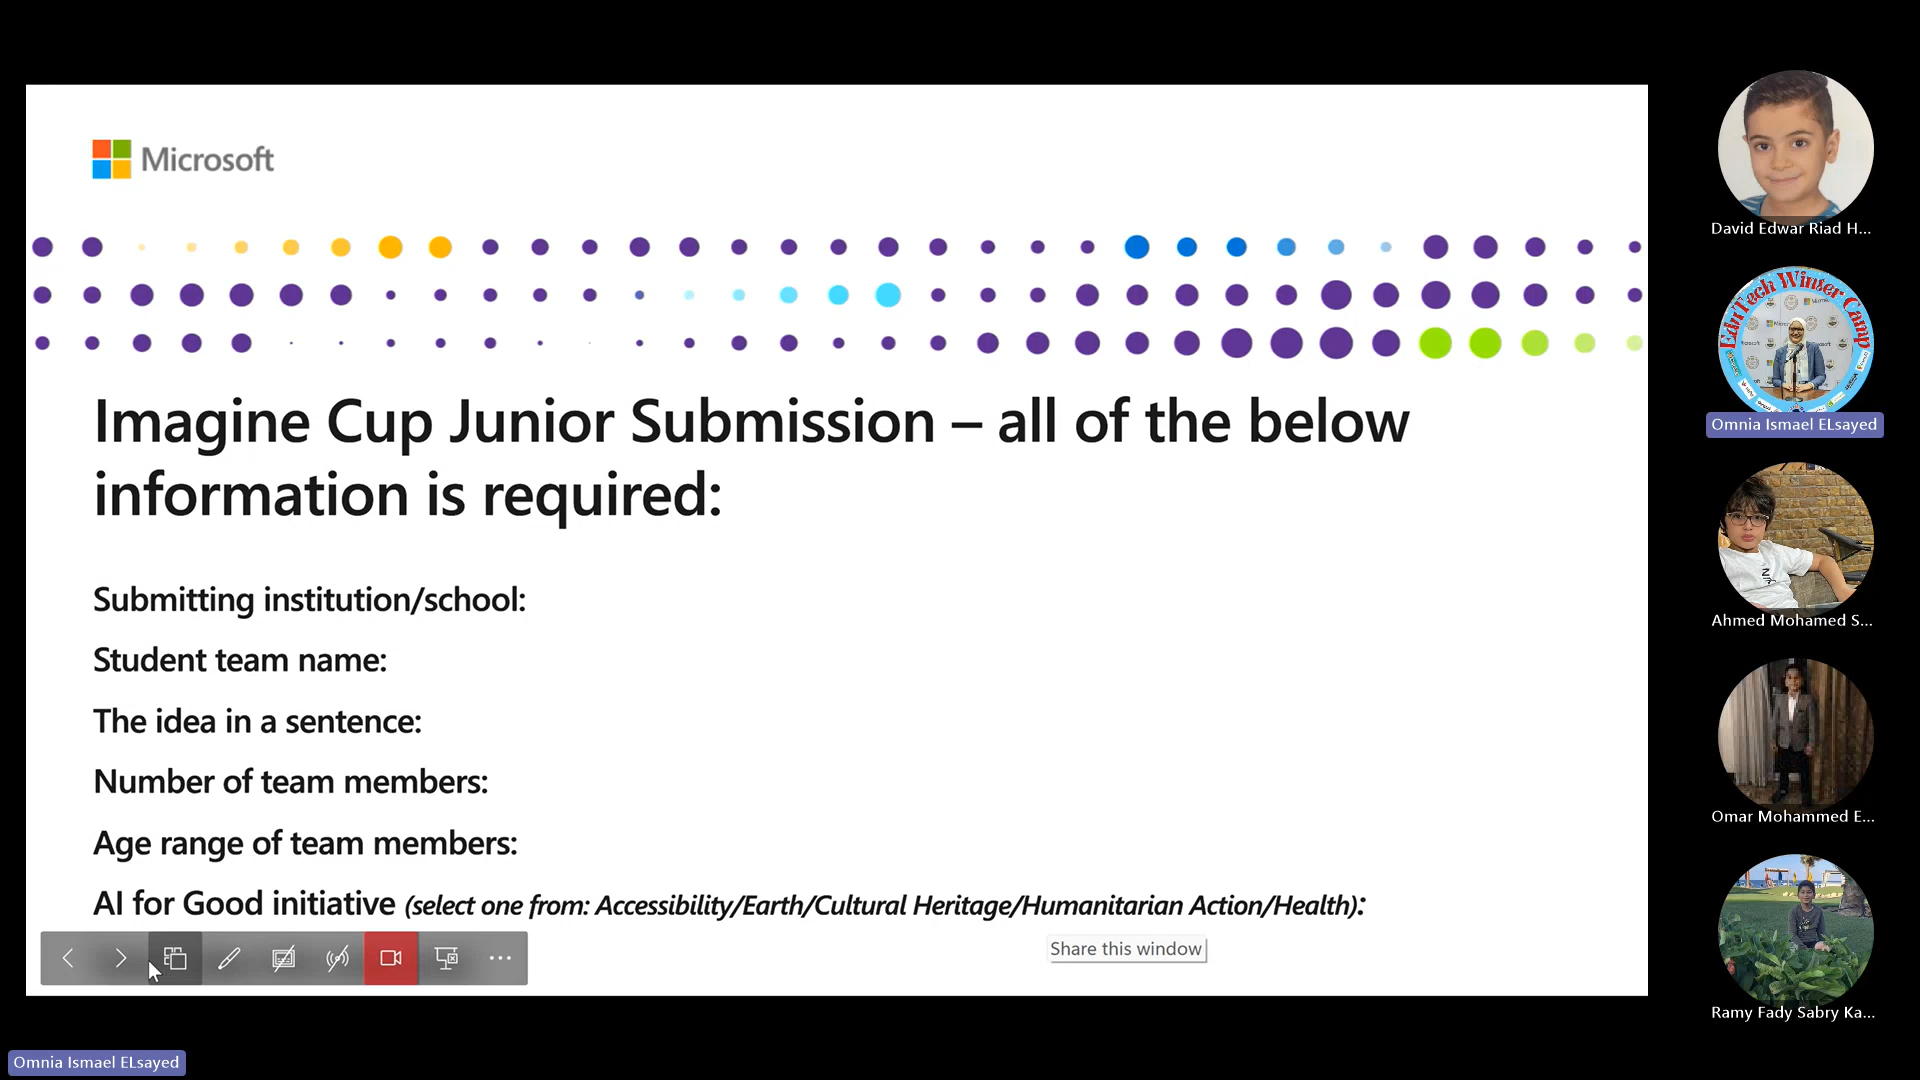 Microsoft
Imagine Cup Junior Submission – all of the below
information is required:
Submitting institution/school:
Student team name:
The idea in a sentence:
Number of team members:
Age range of team members:
AI for Good initiative (select one from: Accessibility/Earth/Cultural Heritage/Humanitarian Action/Health):
Share this window
Omnia Ismael ELsayed
David Edwar Riad H...
EduTech Winter Camp
Omnia Ismael ELsayed
Ahmed Mohamed S...
Omar Mohammed E...
Ramy Fady Sabry Ka...